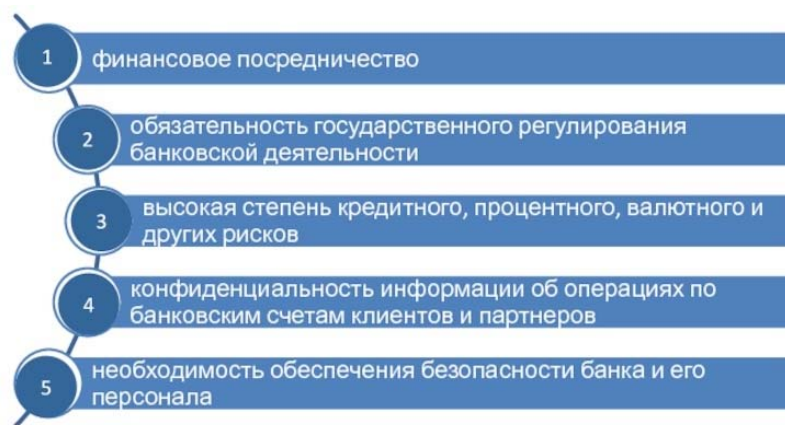 1
финансовое посредничество
2
обязательность государственного регулирования
банковской деятельности
3
высокая степень кредитного, процентного, валютного и
других рисков
4
конфиденциальность информации об операциях по
банковским счетам клиентов и партнеров
5
необходимость обеспечения безопасности банка и его
персонала